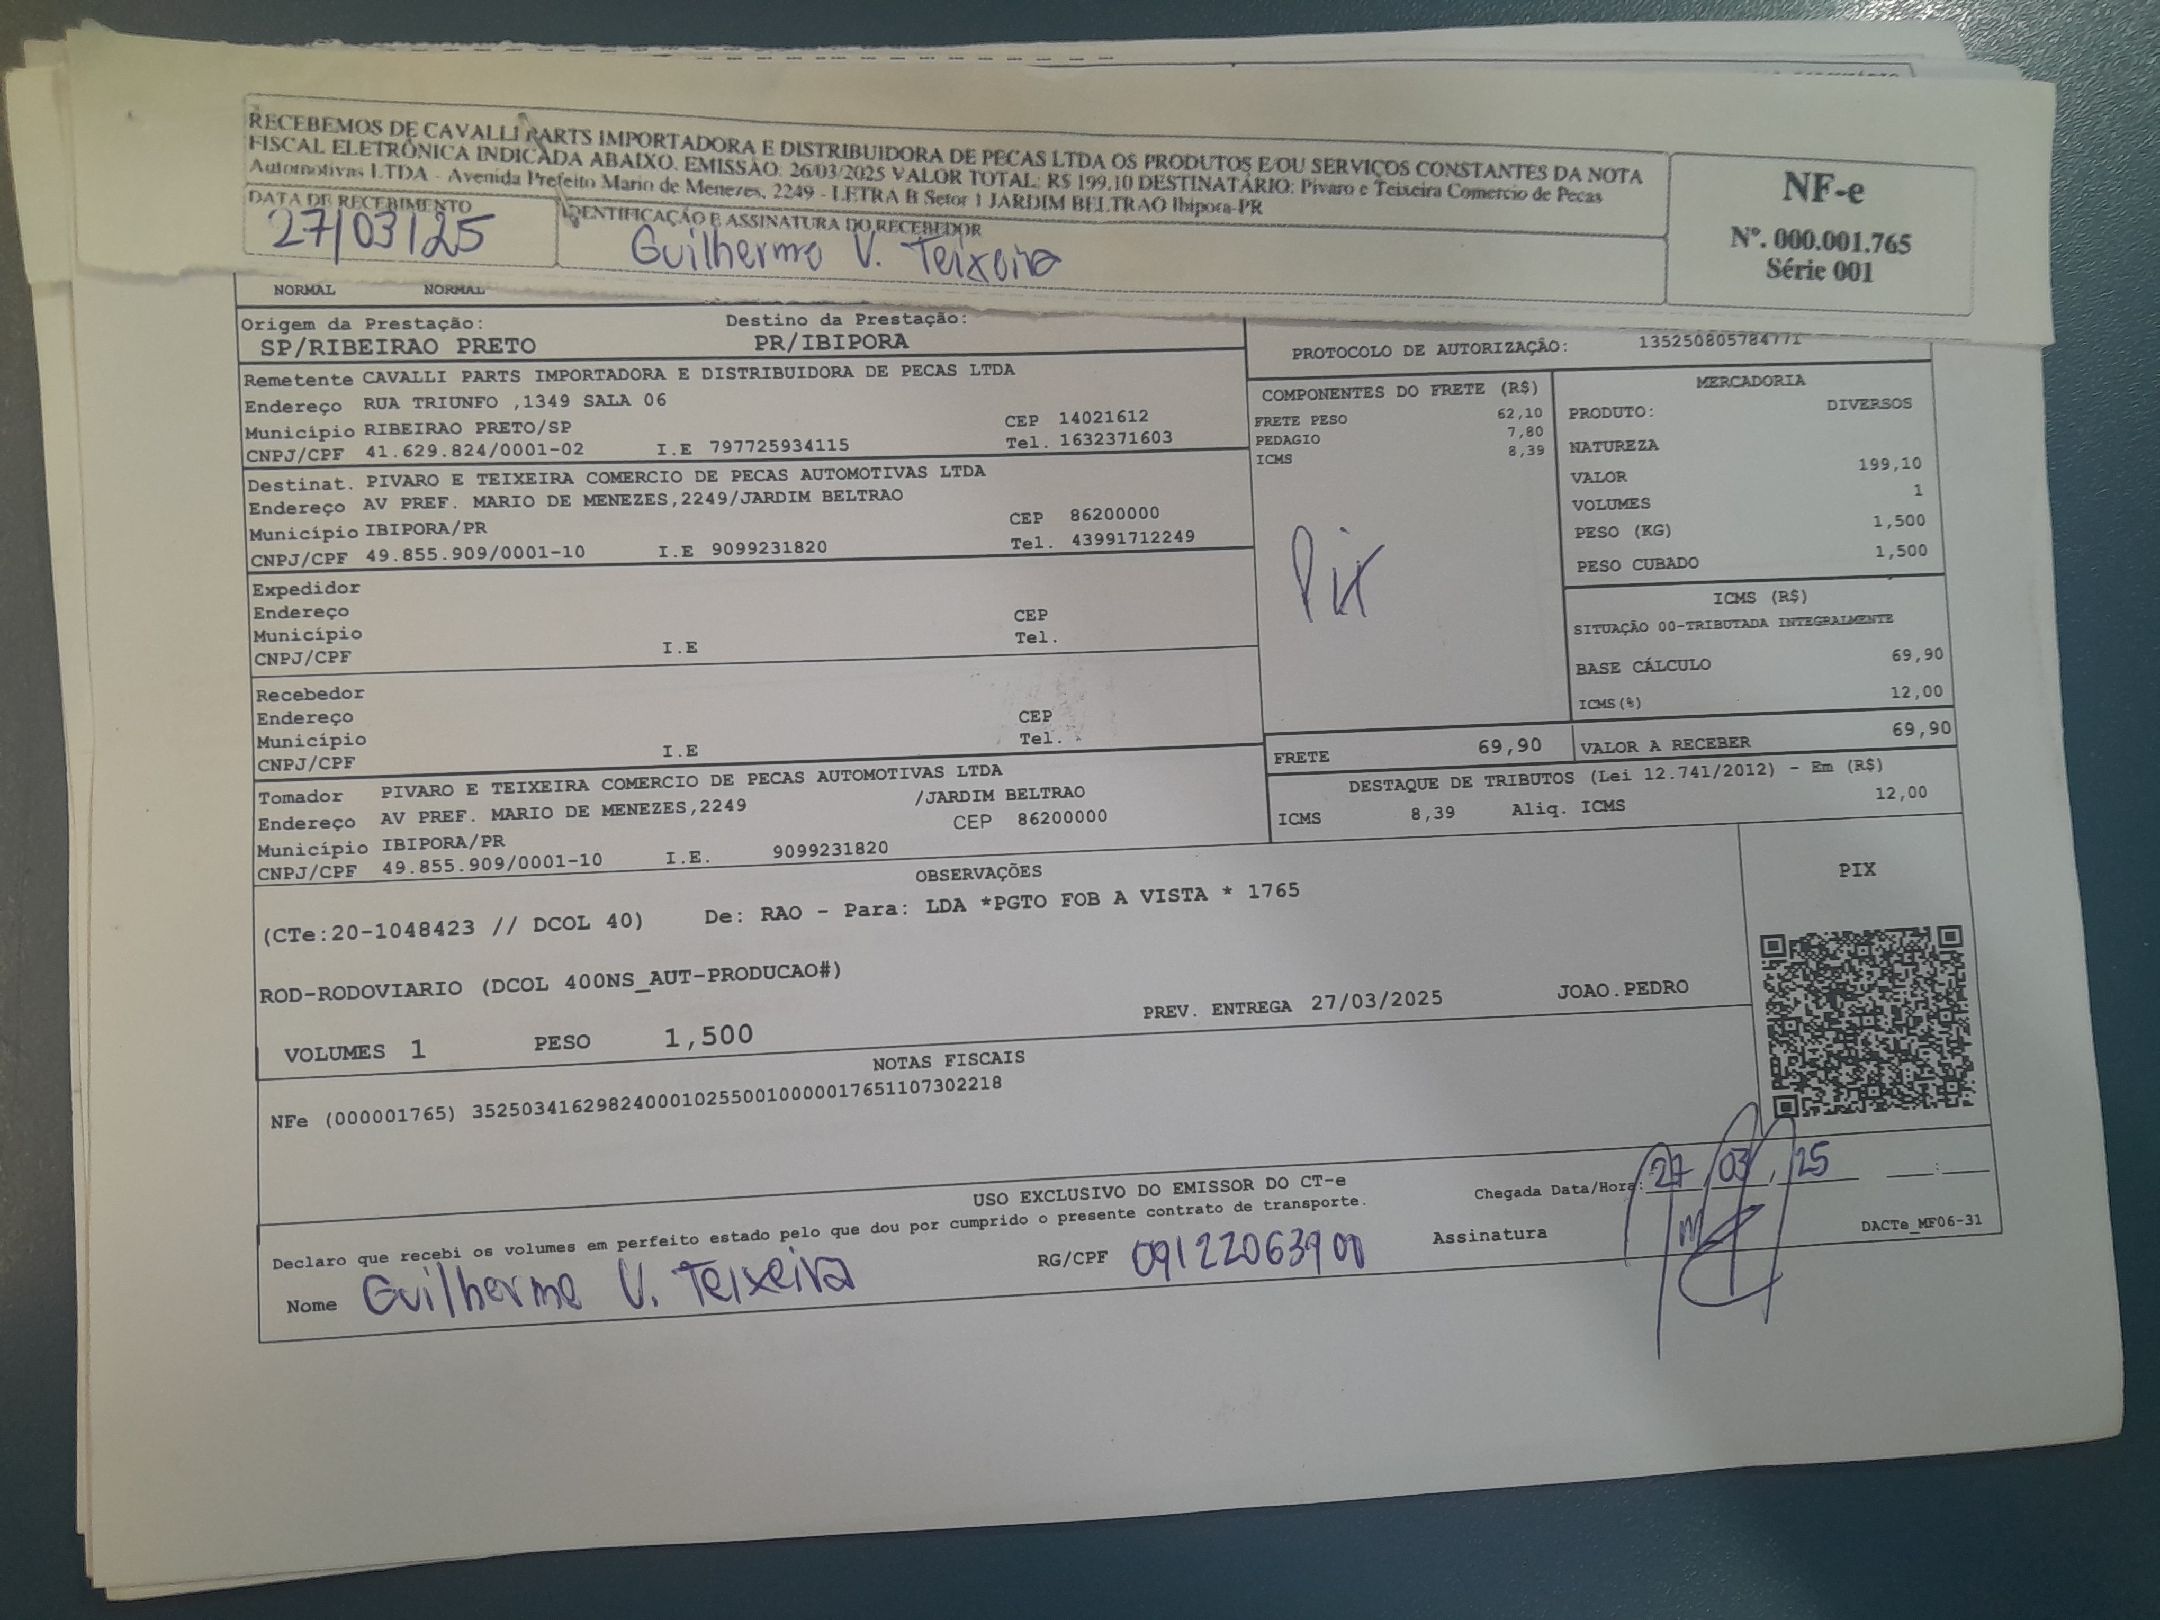 RECEBEMOS DE CAVALLI PARTS IMPORTADORA E DISTRIBUIDORA DE PECAS LTDA OS PRODUTOS E/OU SERVIÇOS CONSTANTES DA NOTA
FISCAL ELETRÔNICA INDICADA ABAIXO. EMISSÃO: 26/03/2025 VALOR TOTAL: R$ 199,10 DESTINATÁRIO: Pivaro e Teixeira Comercio de Pecas
Automotivas LTDA - Avenida Prefeito Mario de Menezes, 2249 - LETRA B Setor 1 JARDIM BELTRAO Ibipora-PR
NF-e
Nº. 000.001.765
Série 001
DATA DE RECEBIMENTO
27/03/25
IDENTIFICAÇÃO E ASSINATURA DO RECEBEDOR
Guilherme V. Teixeira
NORMAL NORMAL
Origem da Prestação: Destino da Prestação:
SP/RIBEIRAO PRETO PR/IBIPORA
PROTOCOLO DE AUTORIZAÇÃO: 135250805784771
Remetente CAVALLI PARTS IMPORTADORA E DISTRIBUIDORA DE PECAS LTDA
Endereço RUA TRIUNFO ,1349 SALA 06
Município RIBEIRAO PRETO/SP CEP 14021612
CNPJ/CPF 41.629.824/0001-02 I.E 797725934115 Tel. 1632371603
Destinat. PIVARO E TEIXEIRA COMERCIO DE PECAS AUTOMOTIVAS LTDA
Endereço AV PREF. MARIO DE MENEZES,2249/JARDIM BELTRAO
Município IBIPORA/PR CEP 86200000
CNPJ/CPF 49.855.909/0001-10 I.E 9099231820 Tel. 43991712249
Expedidor
Endereço
Município CEP
CNPJ/CPF I.E Tel.
Recebedor
Endereço
Município CEP
CNPJ/CPF I.E Tel.
Tomador PIVARO E TEIXEIRA COMERCIO DE PECAS AUTOMOTIVAS LTDA
Endereço AV PREF. MARIO DE MENEZES,2249 /JARDIM BELTRAO
Município IBIPORA/PR CEP 86200000
CNPJ/CPF 49.855.909/0001-10 I.E. 9099231820
COMPONENTES DO FRETE (R$)
FRETE PESO 62,10
PEDAGIO 7,80
ICMS 8,39
Pix
MERCADORIA
PRODUTO: DIVERSOS
NATUREZA
VALOR 199,10
VOLUMES 1
PESO (KG) 1,500
PESO CUBADO 1,500
ICMS (R$)
SITUAÇÃO 00-TRIBUTADA INTEGRALMENTE
BASE CÁLCULO 69,90
ICMS(%) 12,00
FRETE 69,90 VALOR A RECEBER 69,90
DESTAQUE DE TRIBUTOS (Lei 12.741/2012) - Em (R$)
ICMS 8,39 Aliq. ICMS 12,00
OBSERVAÇÕES
(CTe:20-1048423 // DCOL 40) De: RAO - Para: LDA *PGTO FOB A VISTA * 1765
ROD-RODOVIARIO (DCOL 400NS_AUT-PRODUCAO#)
VOLUMES 1 PESO 1,500 PREV. ENTREGA 27/03/2025 JOAO.PEDRO
PIX
NOTAS FISCAIS
NFe (000001765) 35250341629824000102550010000017651107302218
USO EXCLUSIVO DO EMISSOR DO CT-e
Declaro que recebi os volumes em perfeito estado pelo que dou por cumprido o presente contrato de transporte.
Chegada Data/Hora: 27/03/25 __:__
Nome Guilherme V. Teixeira RG/CPF 09122063900 Assinatura
DACTe_MF06-31